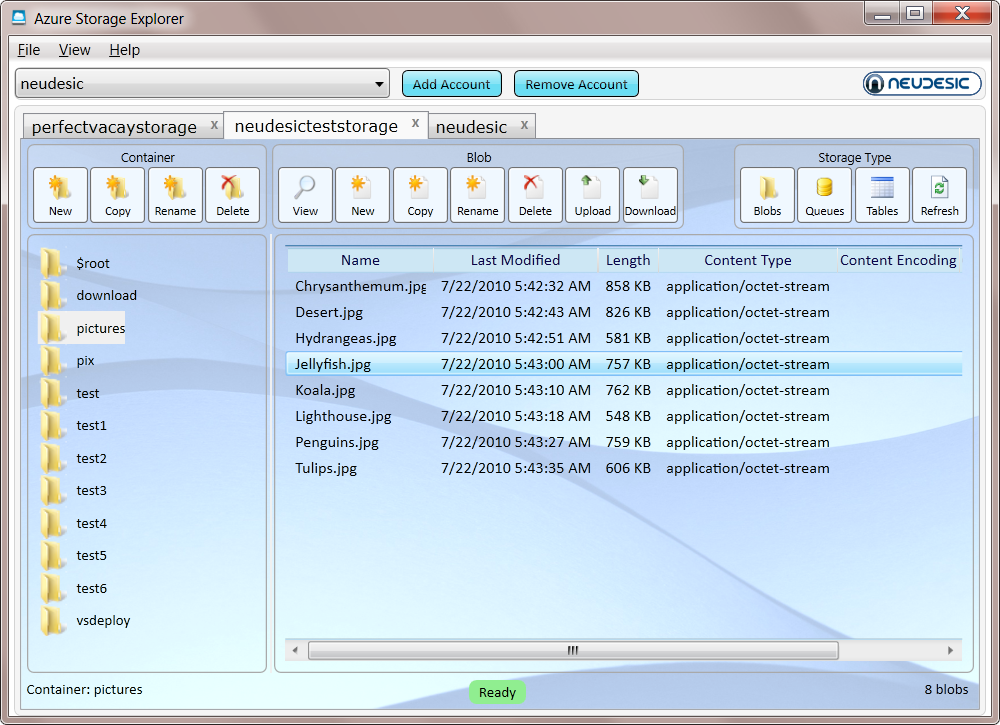 Azure Storage Explorer
File View Help
neudesic Add Account Remove Account NEUDESIC
perfectvacaystorage x neudesicteststorage x neudesic x
Container Blob Storage Type
New Copy Rename Delete View New Copy Rename Delete Upload Download Blobs Queues Tables Refresh
$root
download
pictures
pix
test
test1
test2
test3
test4
test5
test6
vsdeploy
Name Last Modified Length Content Type Content Encoding
Chrysanthemum.jpg 7/22/2010 5:42:32 AM 858 KB application/octet-stream
Desert.jpg 7/22/2010 5:42:43 AM 826 KB application/octet-stream
Hydrangeas.jpg 7/22/2010 5:42:51 AM 581 KB application/octet-stream
Jellyfish.jpg 7/22/2010 5:43:00 AM 757 KB application/octet-stream
Koala.jpg 7/22/2010 5:43:10 AM 762 KB application/octet-stream
Lighthouse.jpg 7/22/2010 5:43:18 AM 548 KB application/octet-stream
Penguins.jpg 7/22/2010 5:43:27 AM 759 KB application/octet-stream
Tulips.jpg 7/22/2010 5:43:35 AM 606 KB application/octet-stream
Container: pictures Ready 8 blobs